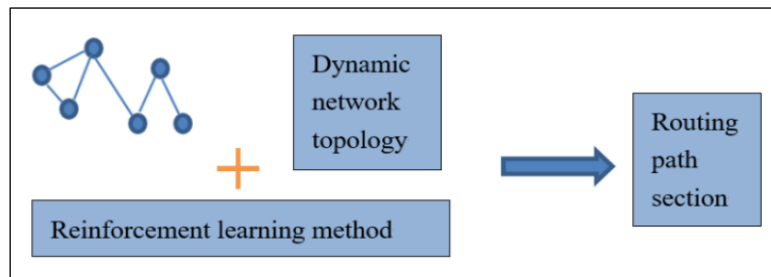 Dynamic
network
topology
Reinforcement learning method
Routing
path
section